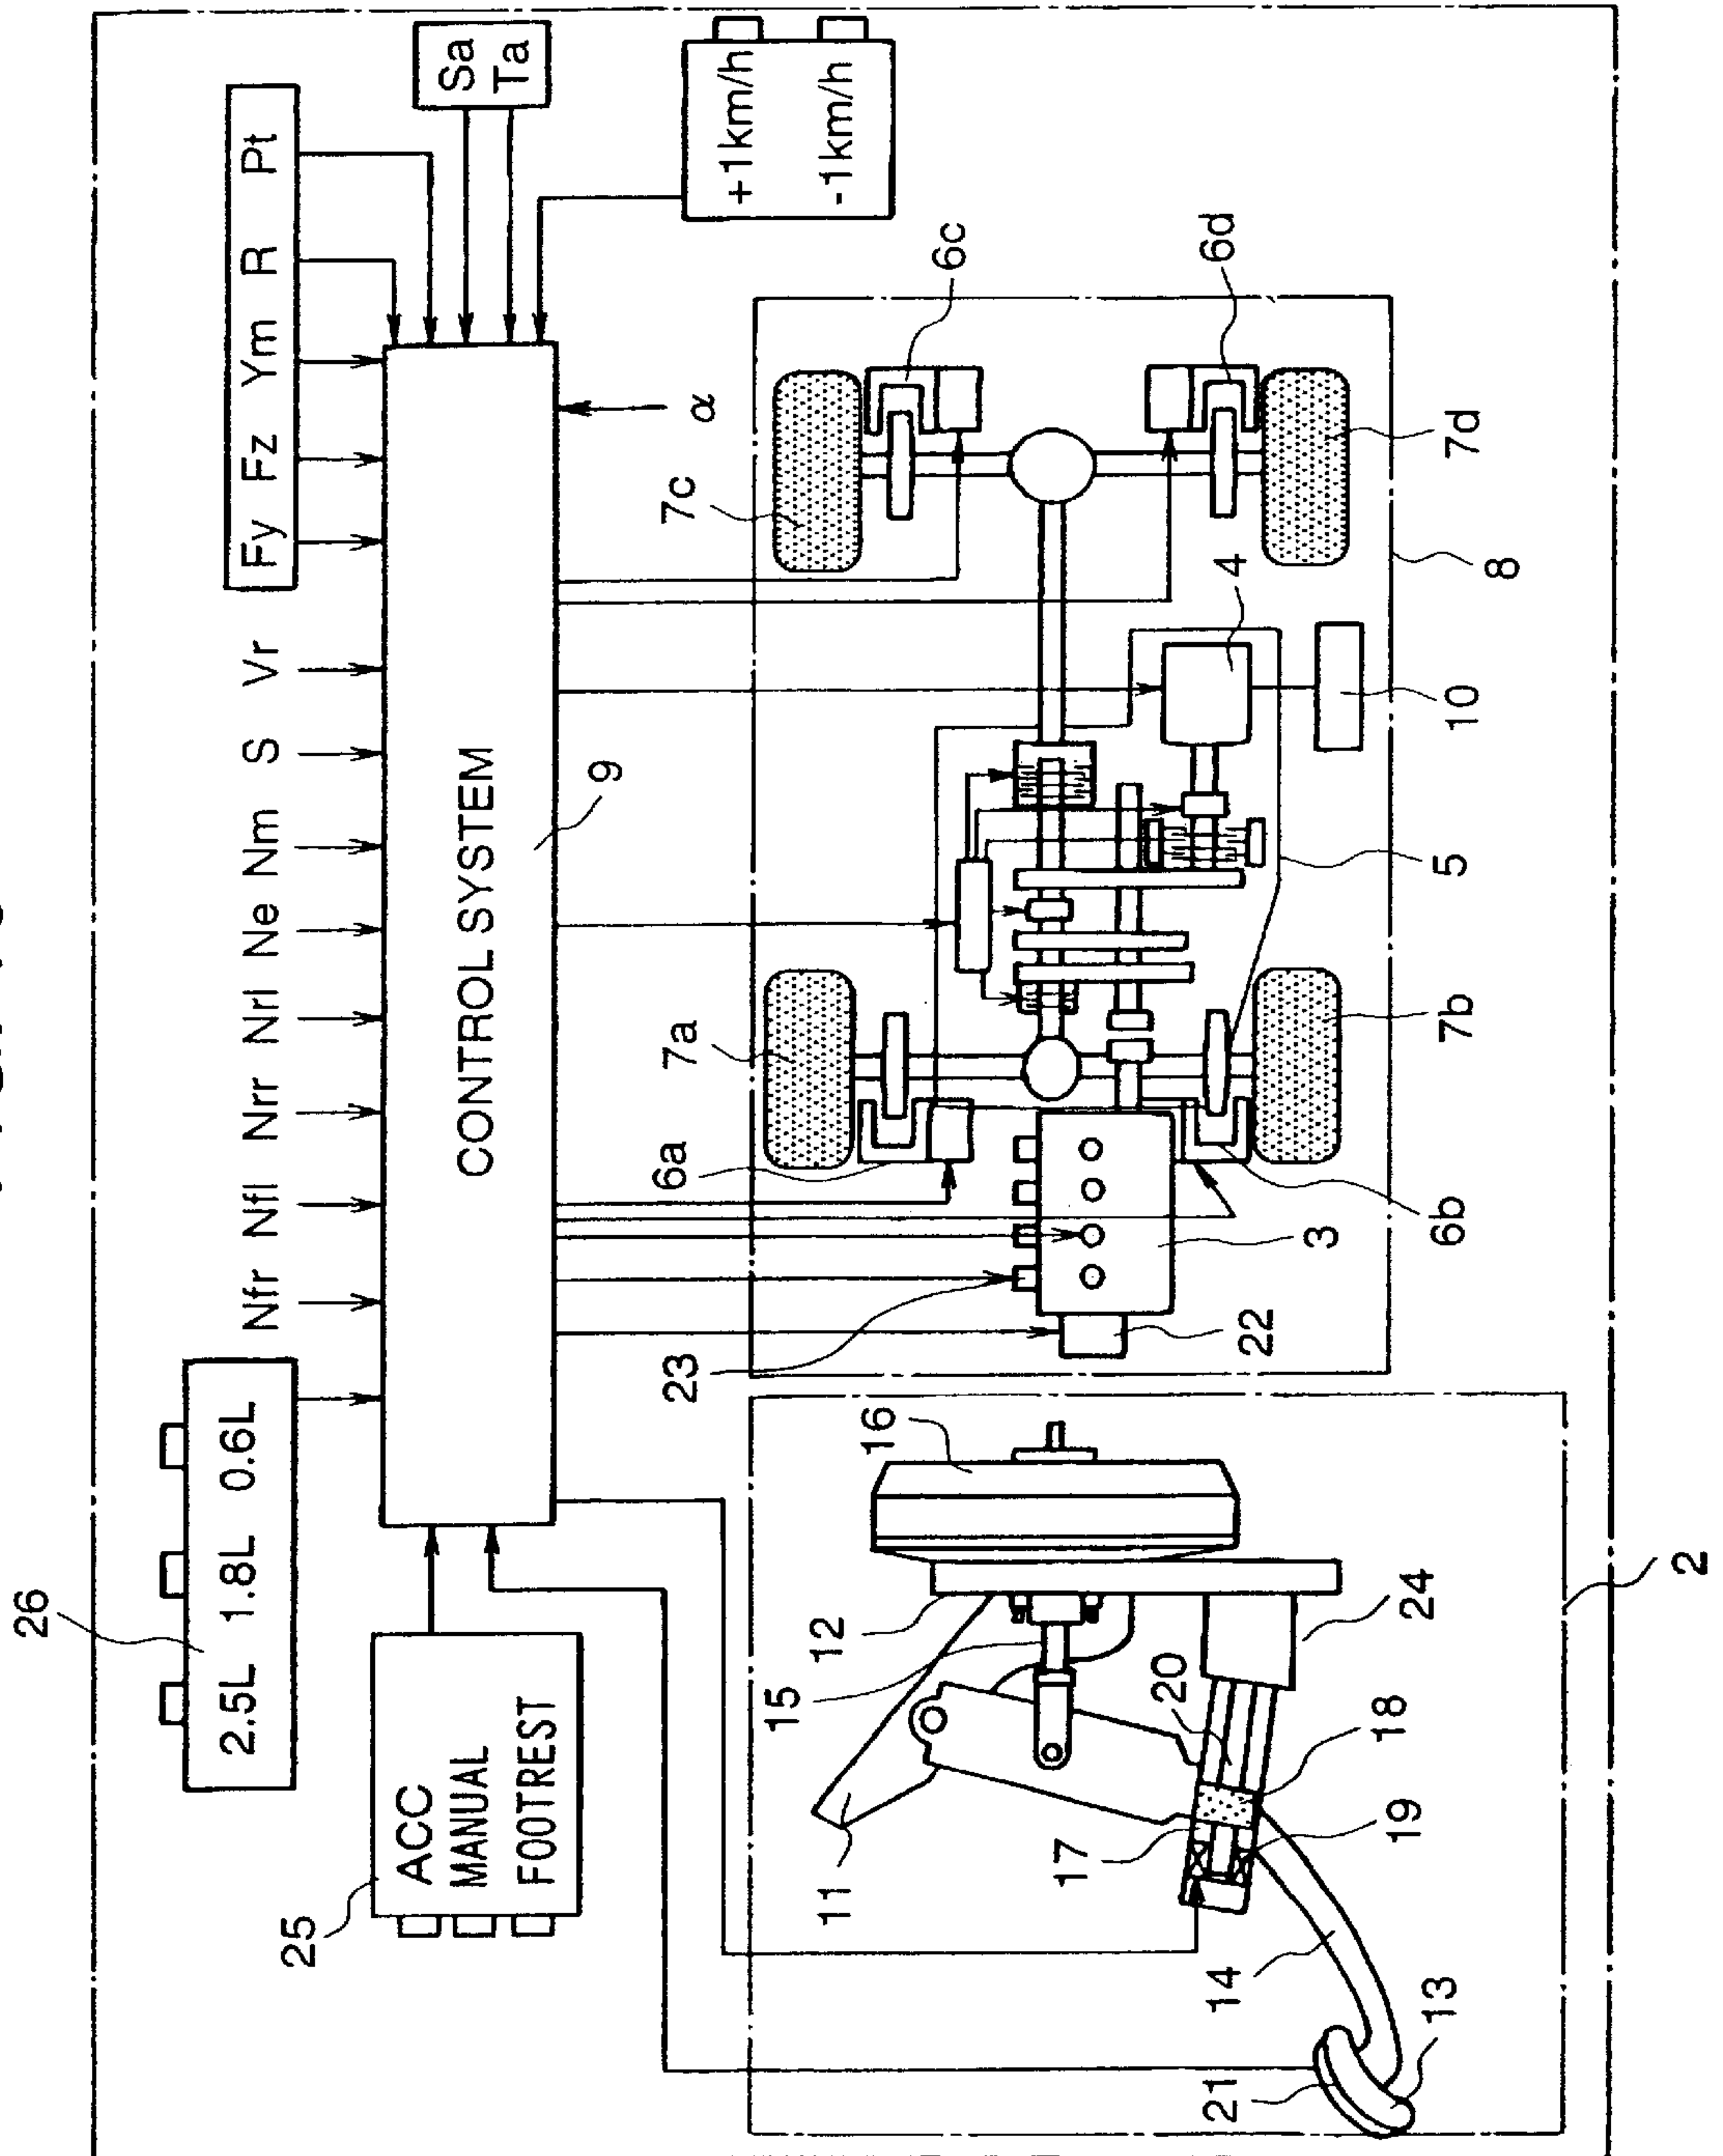 26
2.5L 1.8L 0.6L
Nfr Nfl Nrr Nrl Ne Nm S Vr
Fy Fz Ym R Pt
Sa
Ta
25
ACC
MANUAL
FOOTREST
CONTROL SYSTEM
9
α
+1km/h
-1km/h
23
6a
7a
7c
6c
22
3
6b
7b
5
4
10
8
7d
6d
11
15
12
16
17
20
14
21
13
19
18
24
2